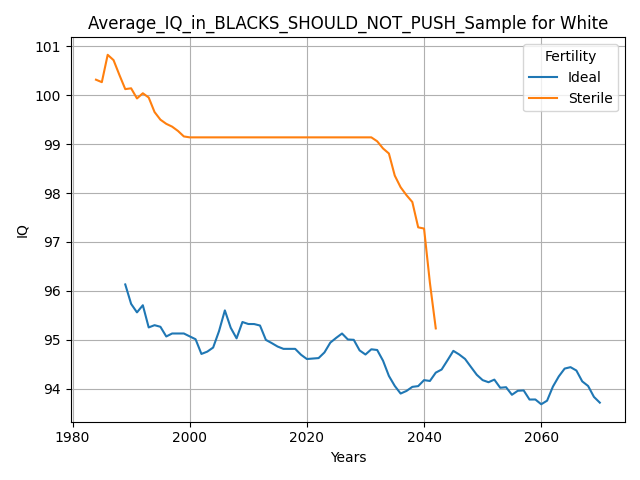 Average_IQ_in_BLACKS_SHOULD_NOT_PUSH_Sample for White
101
100
99
98
97
96
95
94
IQ
Fertility
Ideal
Sterile
1980
2000
2020
2040
2060
Years